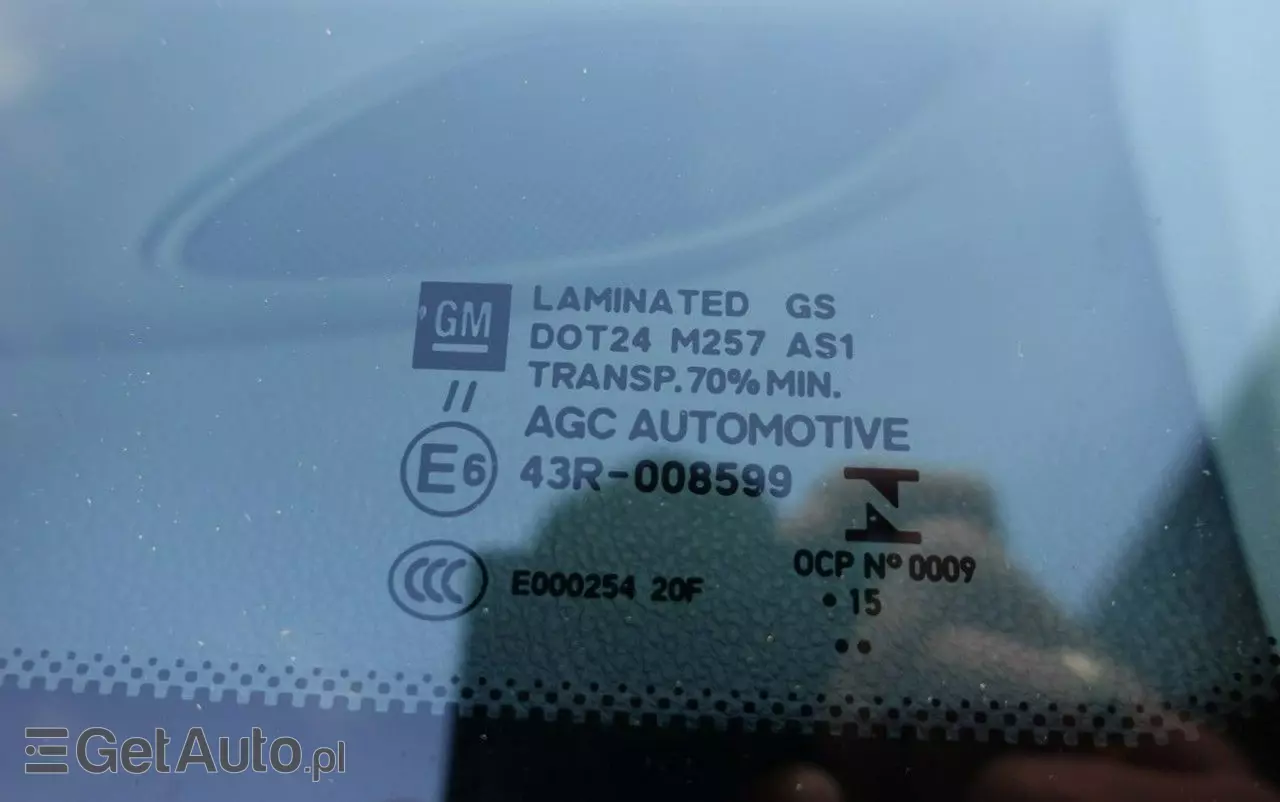 GM
LAMINATED GS
DOT24 M257 AS1
TRANSP. 70% MIN.
//
AGC AUTOMOTIVE
E6 43R-008599
CCC E000254 20F
OCP Nº 0009
• 15
••
GetAuto.pl